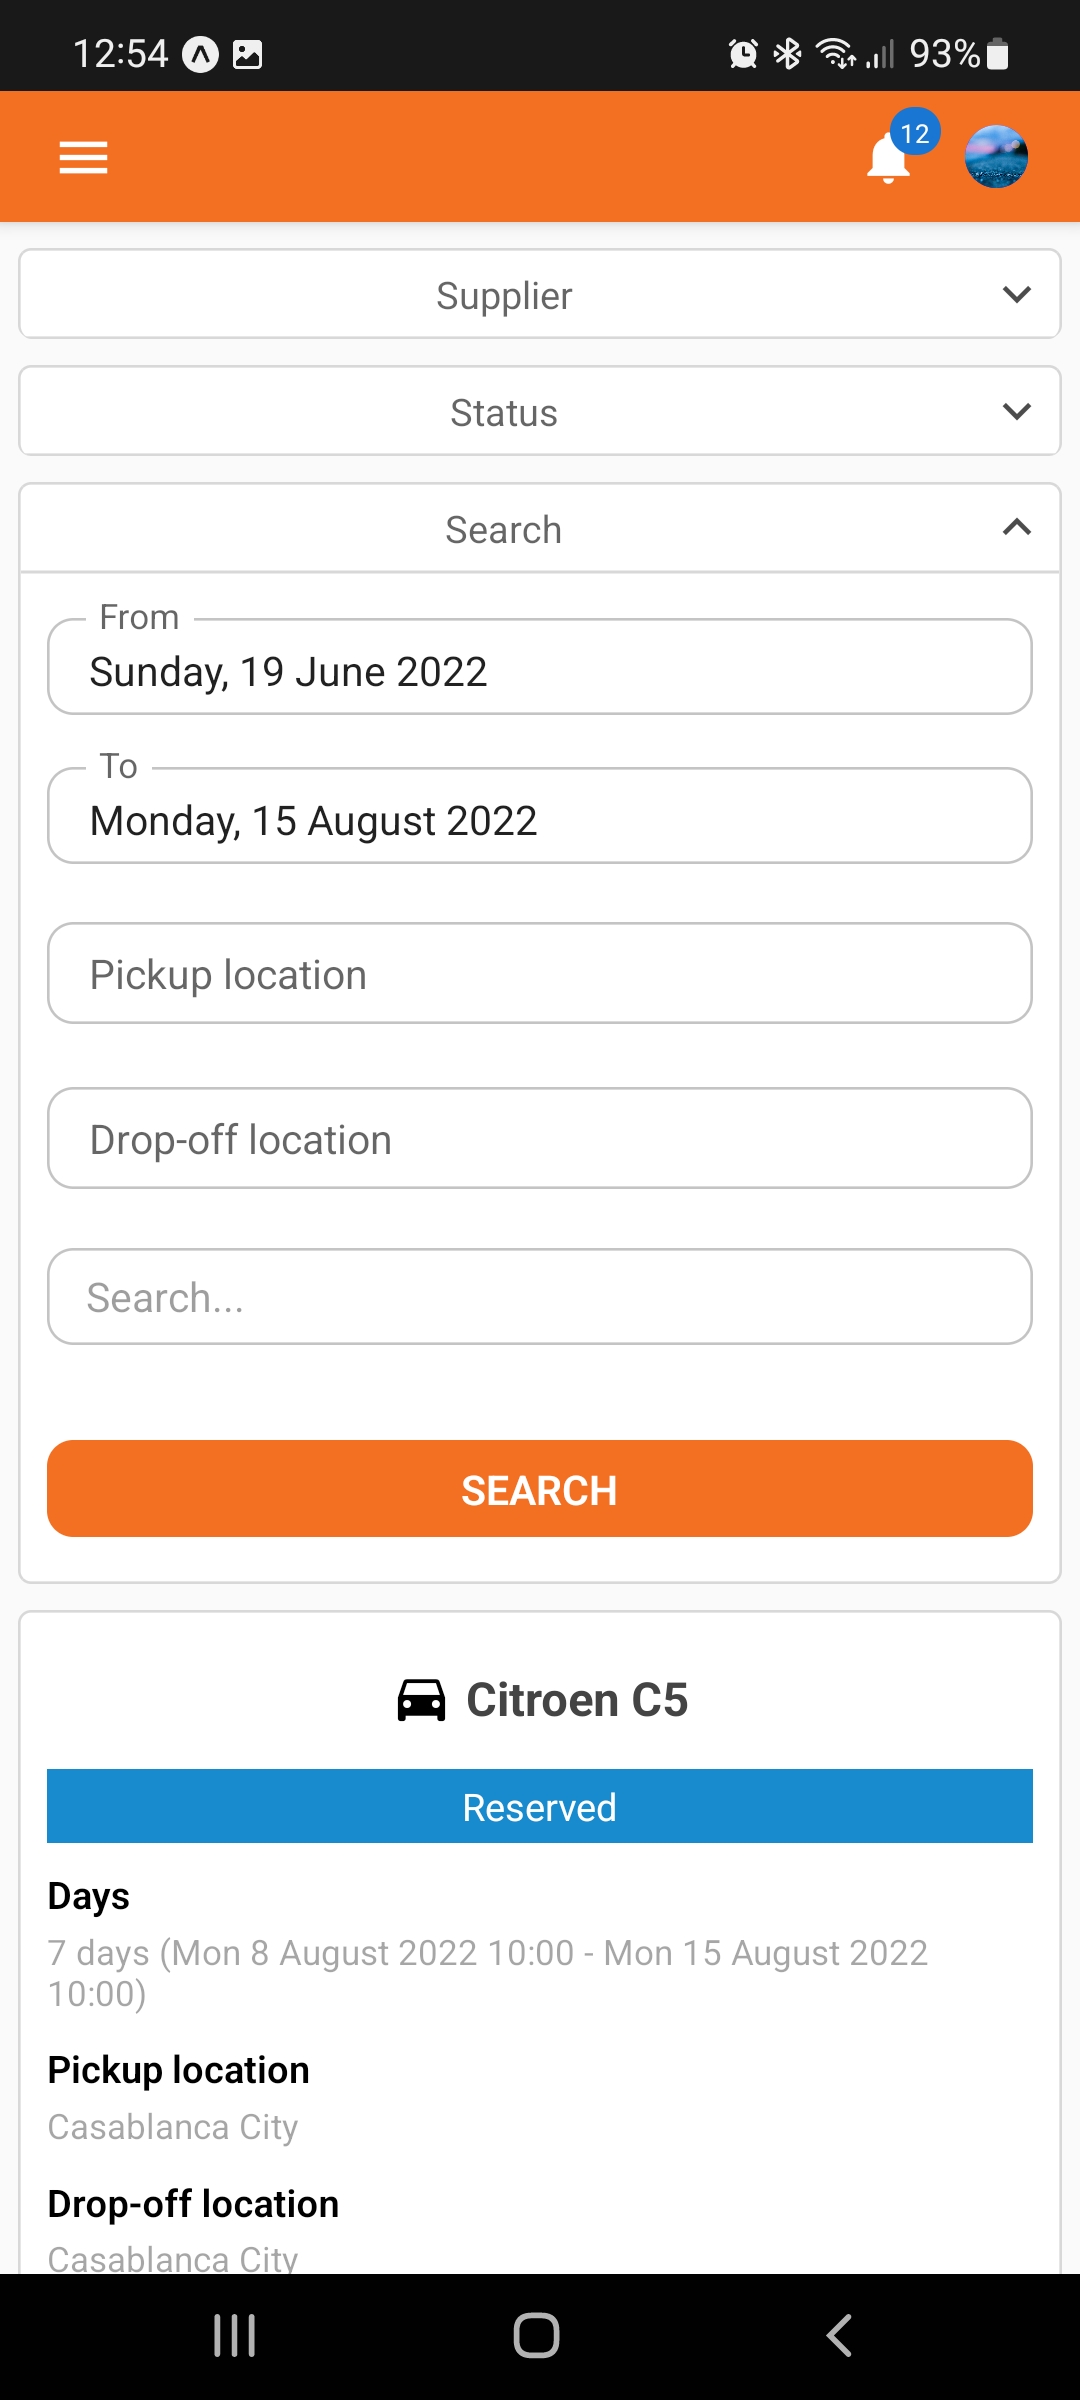 12:54
93%
12
Supplier
Status
Search
From
Sunday, 19 June 2022
To
Monday, 15 August 2022
Pickup location
Drop-off location
Search...
SEARCH
Citroen C5
Reserved
Days
7 days (Mon 8 August 2022 10:00 - Mon 15 August 2022
10:00)
Pickup location
Casablanca City
Drop-off location
Casablanca City